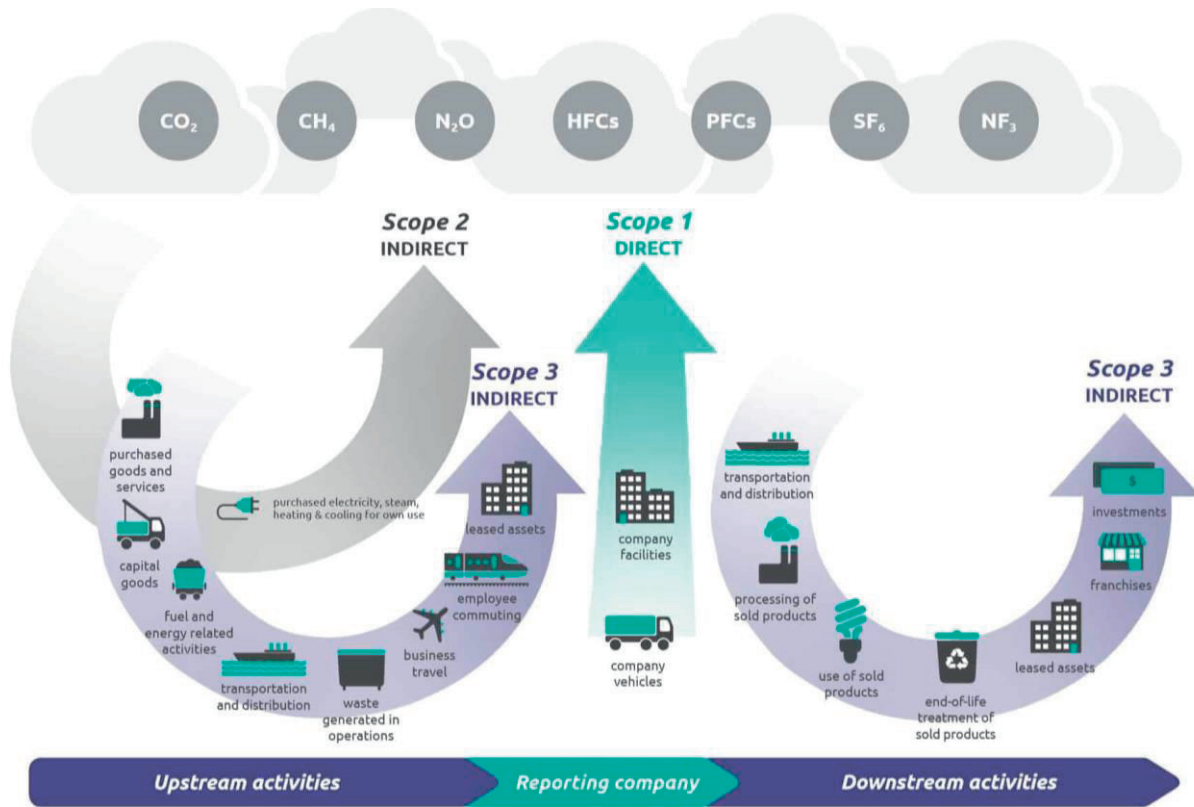 CO₂
CH₄
N₂O
HFCs
PFCs
SF₆
NF₃
Scope 2
INDIRECT
Scope 1
DIRECT
Scope 3
INDIRECT
Scope 3
INDIRECT
purchased
goods and
services
capital
goods
fuel and
energy related
activities
transportation
and distribution
waste
generated in
operations
business
travel
employee
commuting
leased assets
purchased electricity, steam,
heating & cooling for own use
company
facilities
company
vehicles
transportation
and distribution
processing of
sold products
use of sold
products
end-of-life
treatment of
sold products
leased assets
franchises
$
investments
Upstream activities
Reporting company
Downstream activities